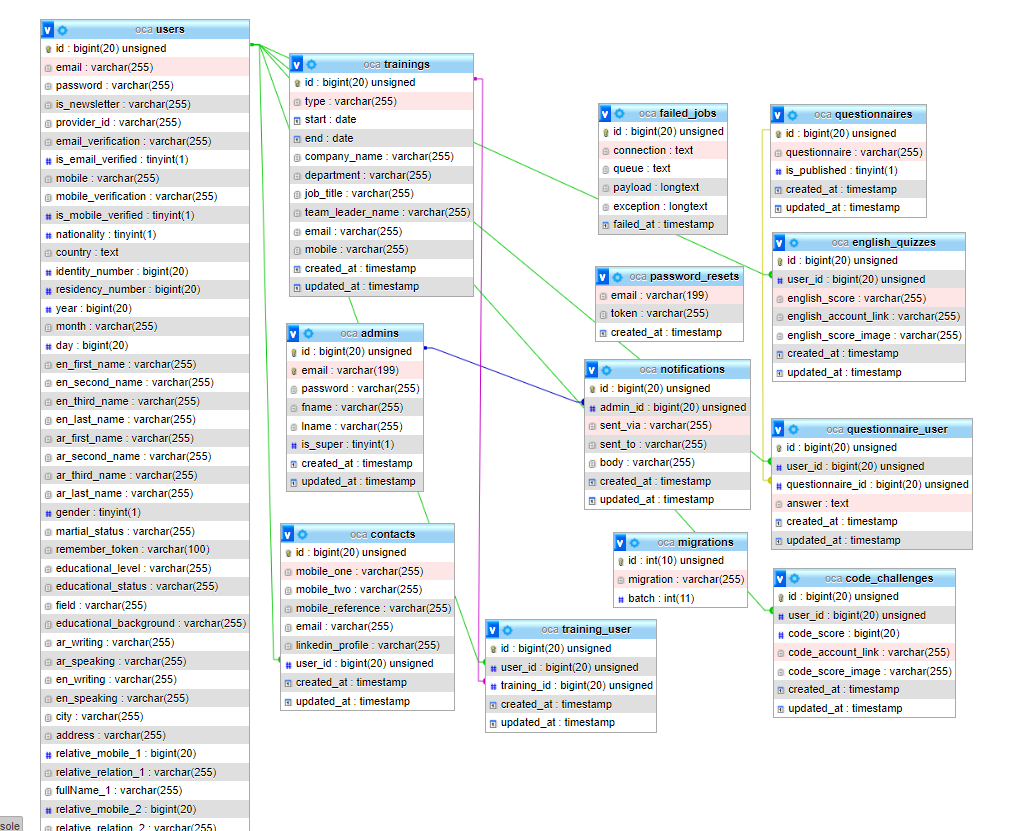 oca users
id : bigint(20) unsigned
email : varchar(255)
password : varchar(255)
is_newsletter : varchar(255)
provider_id : varchar(255)
email_verification : varchar(255)
is_email_verified : tinyint(1)
mobile : varchar(255)
mobile_verification : varchar(255)
is_mobile_verified : tinyint(1)
nationality : tinyint(1)
country : text
identity_number : bigint(20)
residency_number : bigint(20)
year : bigint(20)
month : varchar(255)
day : bigint(20)
en_first_name : varchar(255)
en_second_name : varchar(255)
en_third_name : varchar(255)
en_last_name : varchar(255)
ar_first_name : varchar(255)
ar_second_name : varchar(255)
ar_third_name : varchar(255)
ar_last_name : varchar(255)
gender : tinyint(1)
martial_status : varchar(255)
remember_token : varchar(100)
educational_level : varchar(255)
educational_status : varchar(255)
field : varchar(255)
educational_background : varchar(255)
ar_writing : varchar(255)
ar_speaking : varchar(255)
en_writing : varchar(255)
en_speaking : varchar(255)
city : varchar(255)
address : varchar(255)
relative_mobile_1 : bigint(20)
relative_relation_1 : varchar(255)
fullName_1 : varchar(255)
relative_mobile_2 : bigint(20)
relative_relation_2 : varchar(255)
sole
oca trainings
id : bigint(20) unsigned
type : varchar(255)
start : date
end : date
company_name : varchar(255)
department : varchar(255)
job_title : varchar(255)
team_leader_name : varchar(255)
email : varchar(255)
mobile : varchar(255)
created_at : timestamp
updated_at : timestamp
oca admins
id : bigint(20) unsigned
email : varchar(199)
password : varchar(255)
fname : varchar(255)
lname : varchar(255)
is_super : tinyint(1)
created_at : timestamp
updated_at : timestamp
oca contacts
id : bigint(20) unsigned
mobile_one : varchar(255)
mobile_two : varchar(255)
mobile_reference : varchar(255)
email : varchar(255)
linkedin_profile : varchar(255)
user_id : bigint(20) unsigned
created_at : timestamp
updated_at : timestamp
oca training_user
id : bigint(20) unsigned
user_id : bigint(20) unsigned
training_id : bigint(20) unsigned
created_at : timestamp
updated_at : timestamp
oca failed_jobs
id : bigint(20) unsigned
connection : text
queue : text
payload : longtext
exception : longtext
failed_at : timestamp
oca password_resets
email : varchar(199)
token : varchar(255)
created_at : timestamp
oca notifications
id : bigint(20) unsigned
admin_id : bigint(20) unsigned
sent_via : varchar(255)
sent_to : varchar(255)
body : varchar(255)
created_at : timestamp
updated_at : timestamp
oca migrations
id : int(10) unsigned
migration : varchar(255)
batch : int(11)
oca questionnaires
id : bigint(20) unsigned
questionnaire : varchar(255)
is_published : tinyint(1)
created_at : timestamp
updated_at : timestamp
oca english_quizzes
id : bigint(20) unsigned
user_id : bigint(20) unsigned
english_score : varchar(255)
english_account_link : varchar(255)
english_score_image : varchar(255)
created_at : timestamp
updated_at : timestamp
oca questionnaire_user
id : bigint(20) unsigned
user_id : bigint(20) unsigned
questionnaire_id : bigint(20) unsigned
answer : text
created_at : timestamp
updated_at : timestamp
oca code_challenges
id : bigint(20) unsigned
user_id : bigint(20) unsigned
code_score : bigint(20)
code_account_link : varchar(255)
code_score_image : varchar(255)
created_at : timestamp
updated_at : timestamp